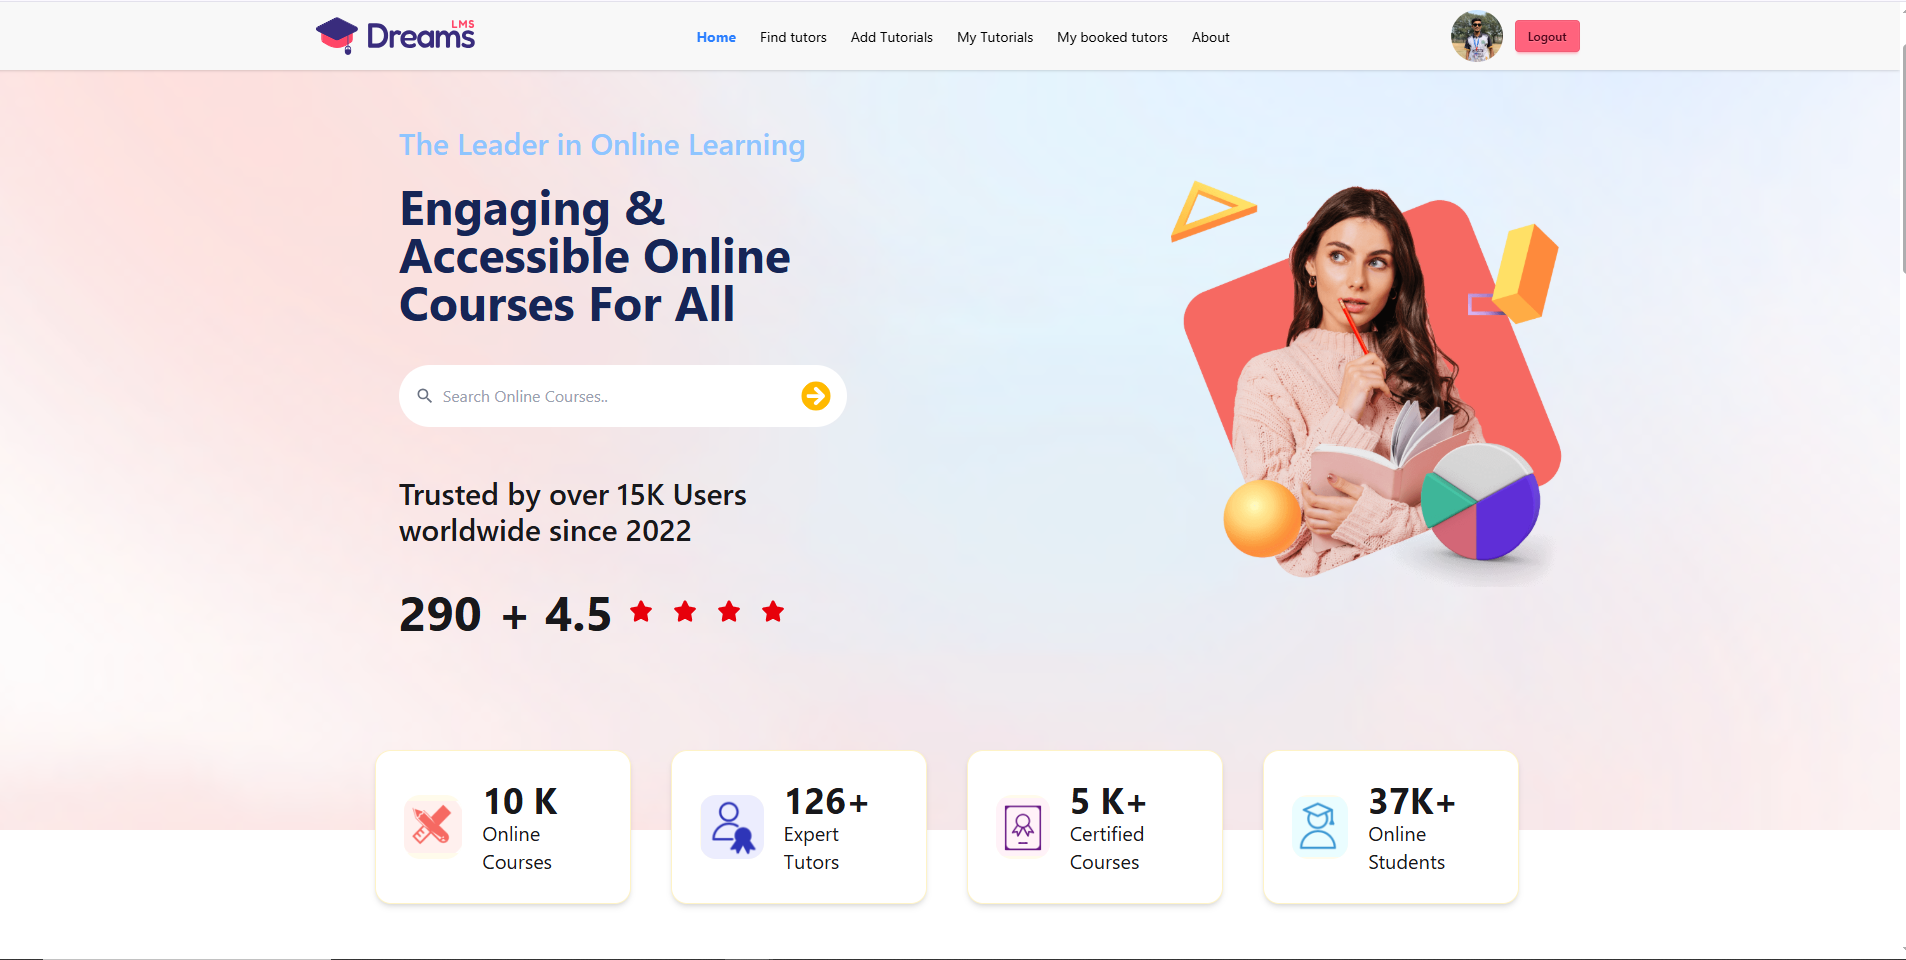 LMS
Dreams
Home
Find tutors
Add Tutorials
My Tutorials
My booked tutors
About
Logout
The Leader in Online Learning
Engaging &
Accessible Online
Courses For All
Search Online Courses..
Trusted by over 15K Users
worldwide since 2022
290 + 4.5
10 K
Online
Courses
126+
Expert
Tutors
5 K+
Certified
Courses
37K+
Online
Students